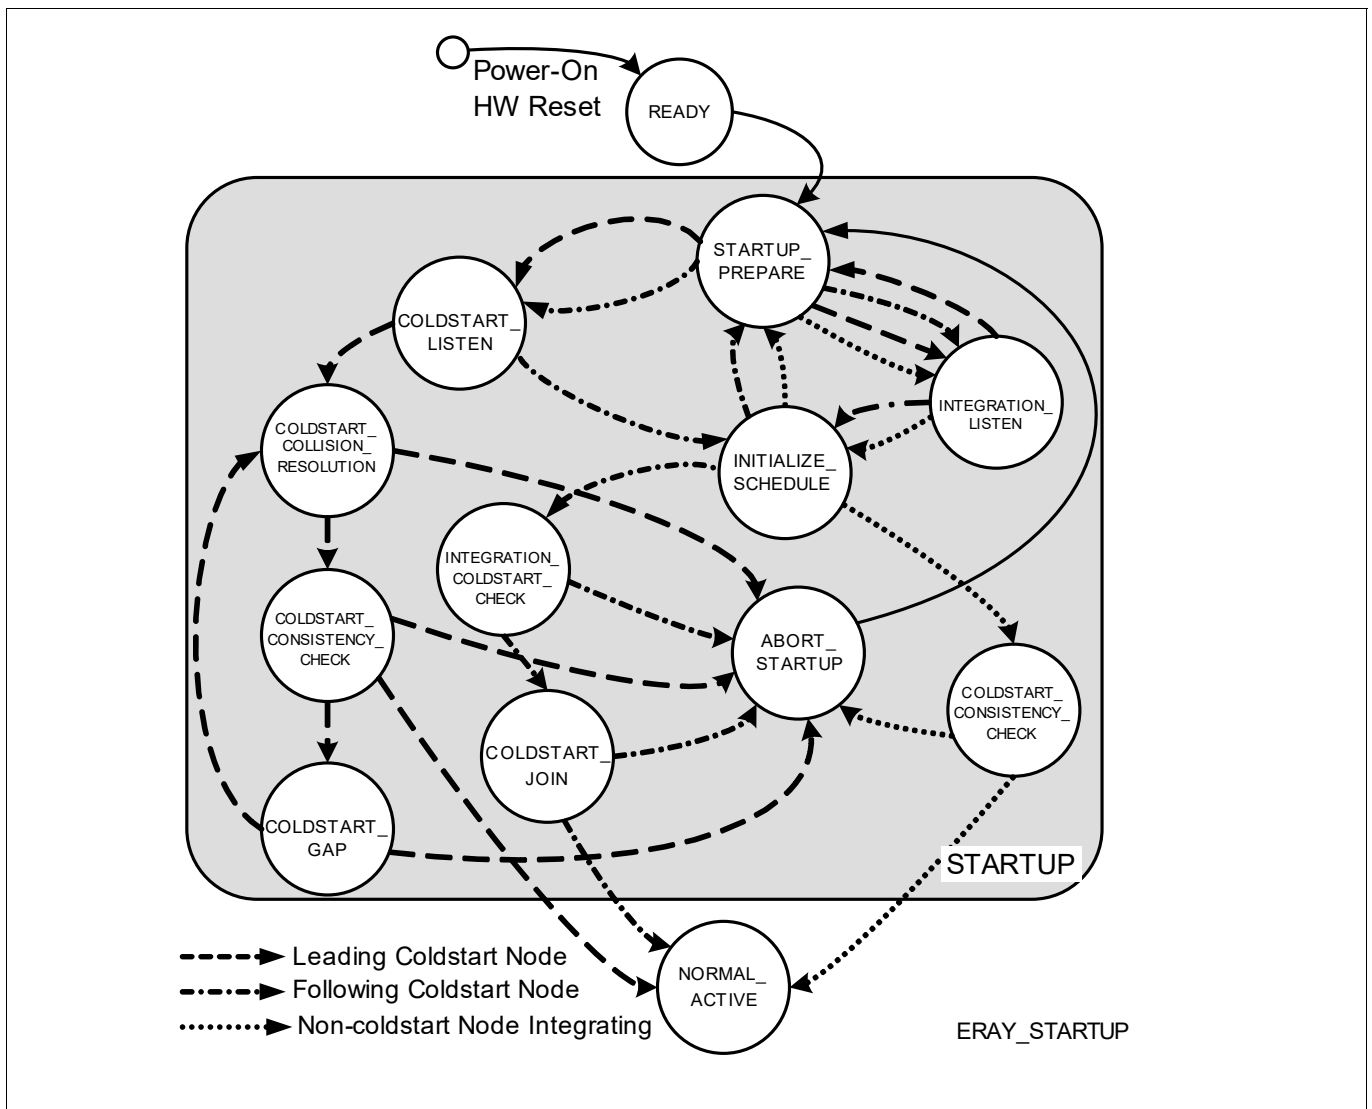 Power-On
HW Reset
READY
STARTUP_
PREPARE
COLDSTART_
LISTEN
INTEGRATION_
LISTEN
COLDSTART_
COLLISION_
RESOLUTION
INITIALIZE_
SCHEDULE
INTEGRATION_
COLDSTART_
CHECK
COLDSTART_
CONSISTENCY_
CHECK
ABORT_
STARTUP
COLDSTART_
CONSISTENCY_
CHECK
COLDSTART_
JOIN
COLDSTART_
GAP
STARTUP
Leading Coldstart Node
Following Coldstart Node
Non-coldstart Node Integrating
NORMAL_
ACTIVE
ERAY_STARTUP